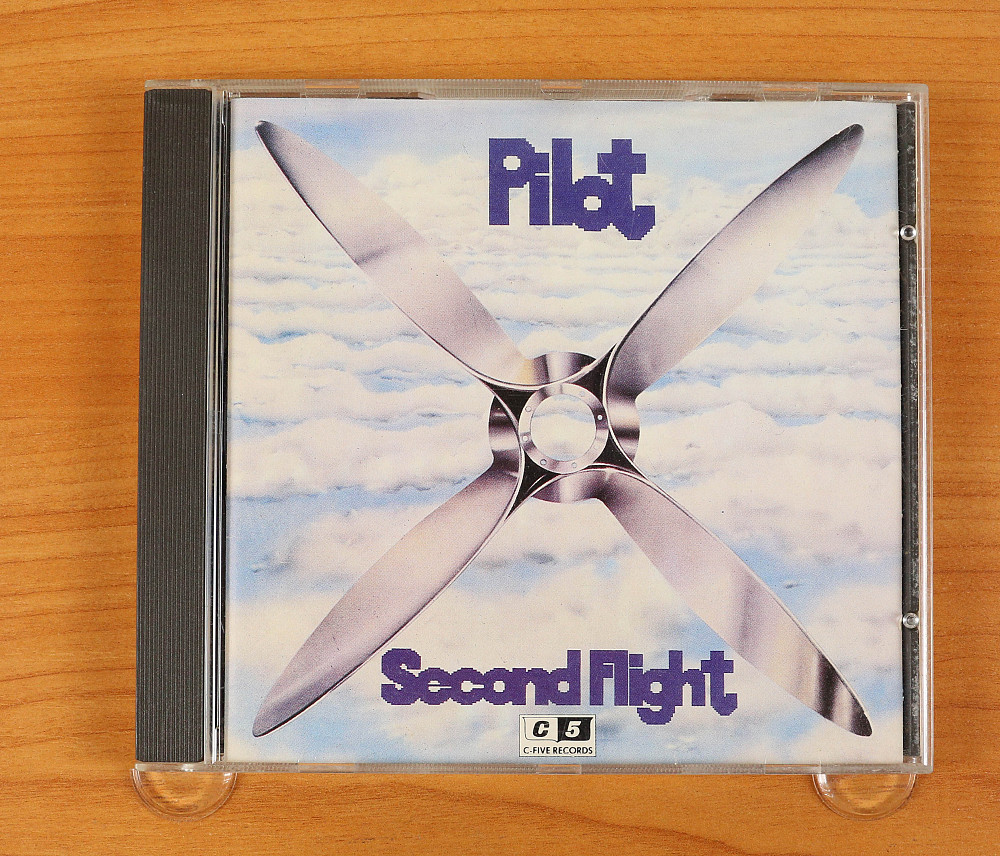 Pilot
Second Flight
C 5
C-FIVE RECORDS